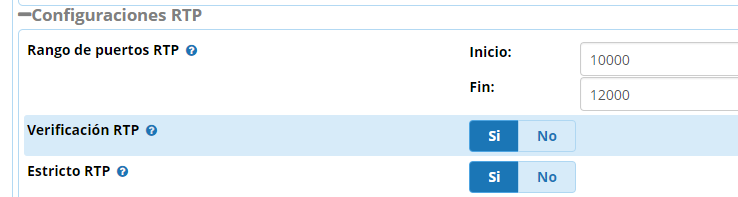 Configuraciones RTP
Rango de puertos RTP Inicio: 10000
Fin: 12000
Verificación RTP Si No
Estricto RTP Si No